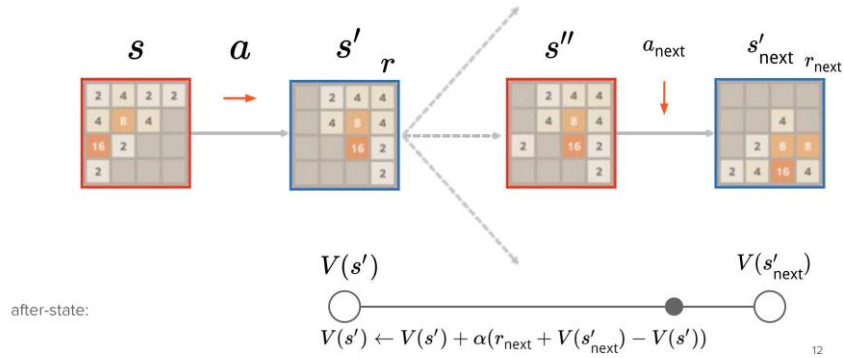 s a s′ r s″ a_next s′_next r_next
2 4 2 2
4 8 4
16 2
2
2 4 4
4 8 4
16 2
2
2 4 4
4 8 4
2 16 2
2
4
2 8 8
2 4 16 4
V(s′) V(s′_next)
after-state:
V(s′) ← V(s′) + α(r_next + V(s′_next) − V(s′))
12